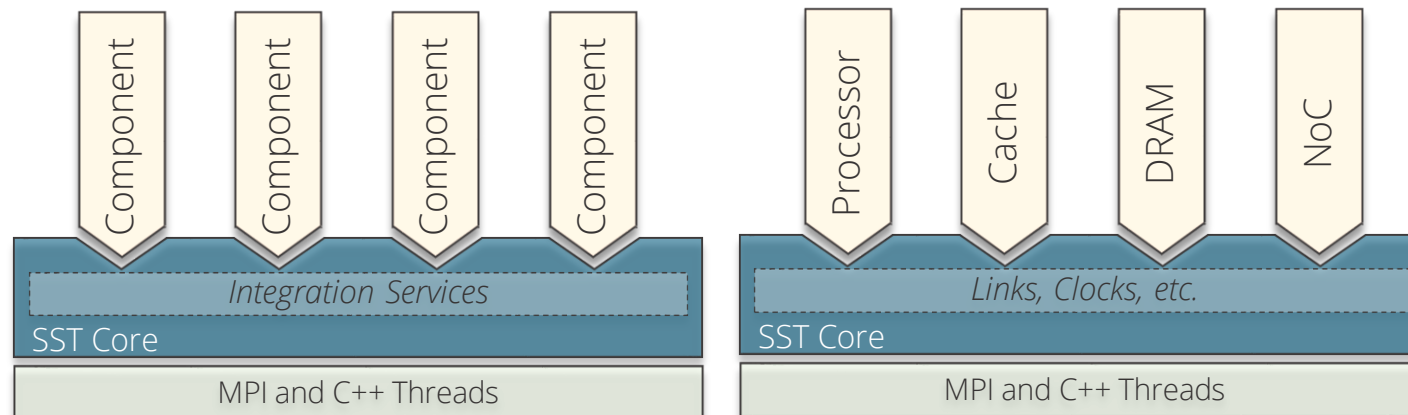 Component
Component
Component
Component
Integration Services
SST Core
MPI and C++ Threads
Processor
Cache
DRAM
NoC
Links, Clocks, etc.
SST Core
MPI and C++ Threads